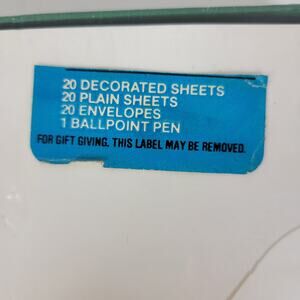 20 DECORATED SHEETS
20 PLAIN SHEETS
20 ENVELOPES
1 BALLPOINT PEN
FOR GIFT GIVING. THIS LABEL MAY BE REMOVED.